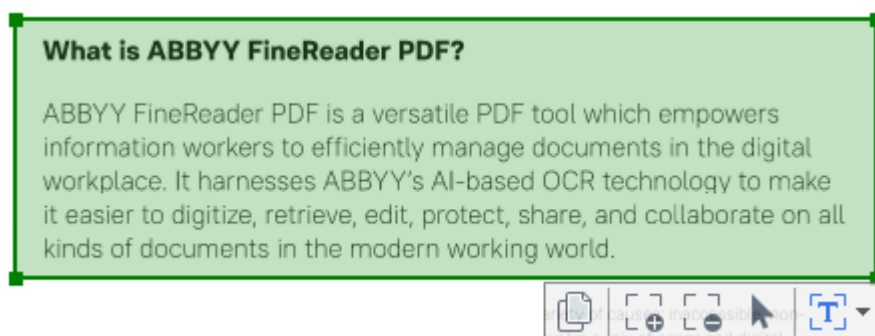 What is ABBYY FineReader PDF?
ABBYY FineReader PDF is a versatile PDF tool which empowers
information workers to efficiently manage documents in the digital
workplace. It harnesses ABBYY's AI-based OCR technology to make
it easier to digitize, retrieve, edit, protect, share, and collaborate on all
kinds of documents in the modern working world.